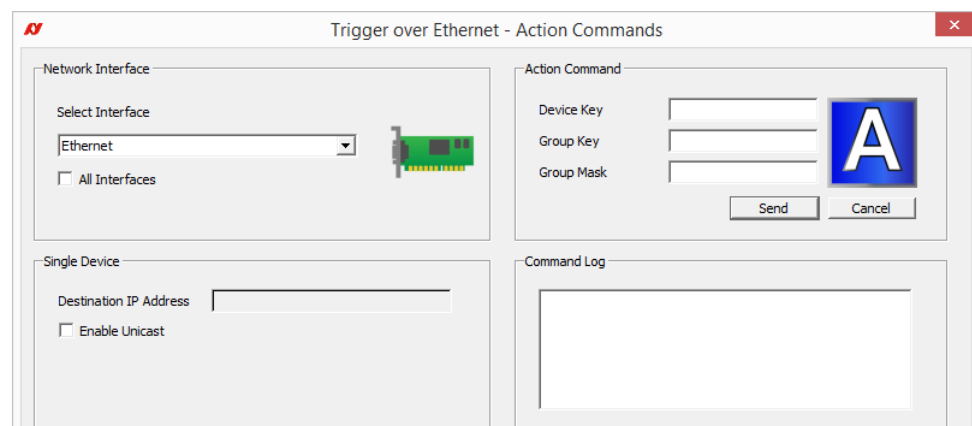 Trigger over Ethernet - Action Commands
Network Interface
Select Interface
Ethernet
All Interfaces
Action Command
Device Key
Group Key
Group Mask
A
Send Cancel
Single Device
Destination IP Address
Enable Unicast
Command Log